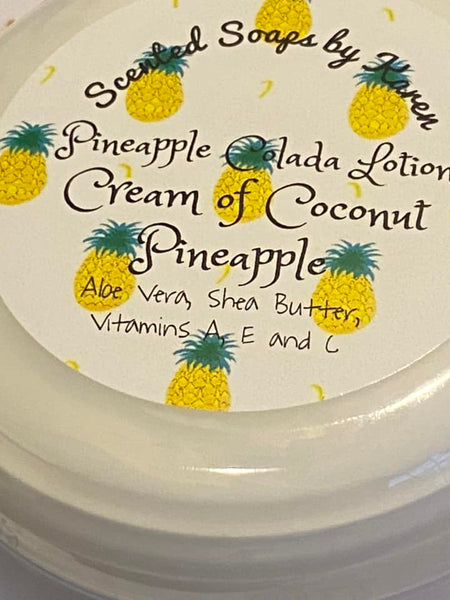 Scented Soaps by Karen
Pineapple Colada Lotion
Cream of Coconut
Pineapple
Aloe Vera, Shea Butter,
Vitamins A, E and C